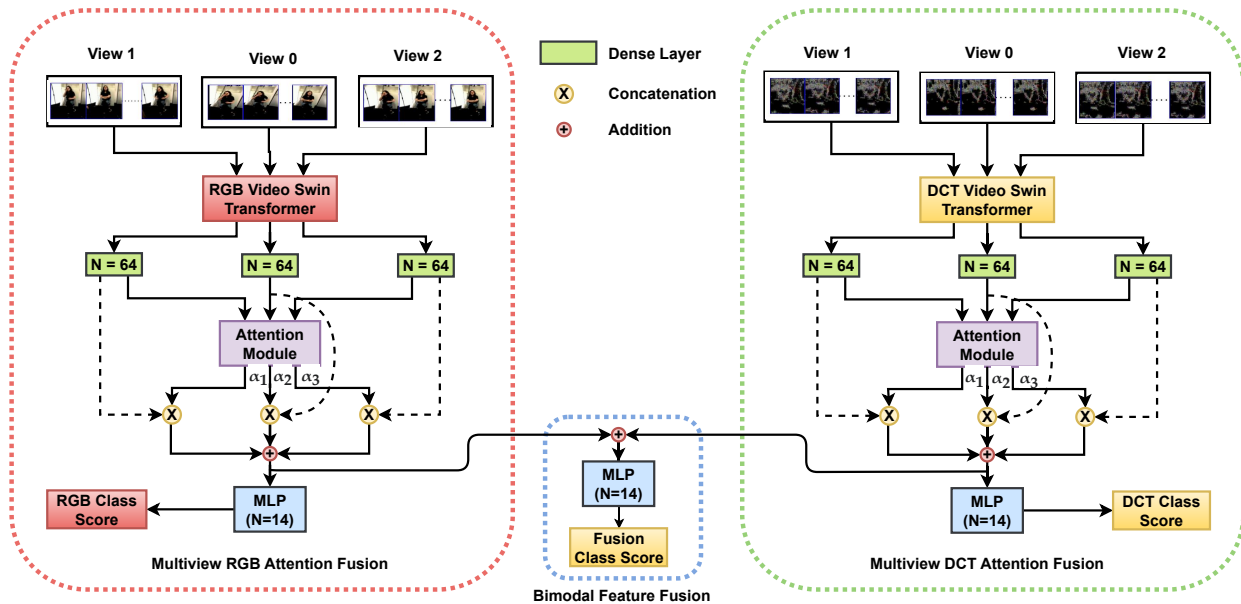 View 1
View 0
View 2
Dense Layer
X
Concatenation
+
Addition
View 1
View 0
View 2
RGB Video Swin
Transformer
N = 64
N = 64
N = 64
Attention
Module
α1
α2
α3
X
X
X
+
MLP
(N=14)
RGB Class
Score
Multiview RGB Attention Fusion
+
MLP
(N=14)
Fusion
Class Score
Bimodal Feature Fusion
DCT Video Swin
Transformer
N = 64
N = 64
N = 64
Attention
Module
α1
α2
α3
X
X
X
+
MLP
(N=14)
DCT Class
Score
Multiview DCT Attention Fusion